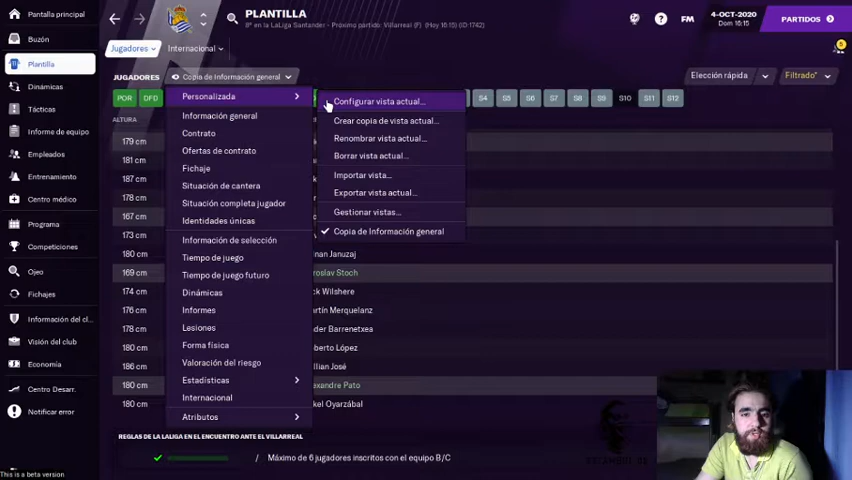 Pantalla principal
PLANTILLA
8º en la LaLiga Santander - Próximo partido: Villarreal (F) (Hoy 16:15) (ID:1742)
FM
4-OCT-2020
DOM 16:15
PARTIDOS
Buzón
Jugadores
Internacional
5
Plantilla
JUGADORES
Copia de Información general
Elección rápida
Filtrado*
Dinámicas
POR
DFD
Personalizada
Configurar vista actual...
S4
S5
S6
S7
S8
S9
S10
S11
S12
Tácticas
ALTURA
Información general
Crear copia de vista actual...
Informe de equipo
179 cm
Contrato
Renombrar vista actual...
Empleados
181 cm
Ofertas de contrato
Borrar vista actual...
Entrenamiento
187 cm
Fichaje
Importar vista...
Centro médico
178 cm
Situación de cantera
Exportar vista actual...
167 cm
Situación completa jugador
Gestionar vistas...
Programa
193 cm
Identidades únicas
Copia de Información general
Competiciones
180 cm
Información de selección
nan Januzaj
Ojeo
169 cm
Tiempo de juego
roslav Stoch
Fichajes
174 cm
Tiempo de juego futuro
ck Wilshere
176 cm
Dinámicas
artín Merquelanz
Información del cl...
178 cm
Informes
nder Barrenetxea
Visión del club
180 cm
Lesiones
berto López
Economía
186 cm
Forma física
llian José
180 cm
Valoración del riesgo
exandre Pato
Centro Desarr.
180 cm
Estadísticas
kel Oyarzábal
Notificar error
Internacional
Atributos
REGLAS DE LA LALIGA EN EL ENCUENTRO ANTE EL VILLARREAL
/ Máximo de 6 jugadores inscritos con el equipo B/C
This is a beta version